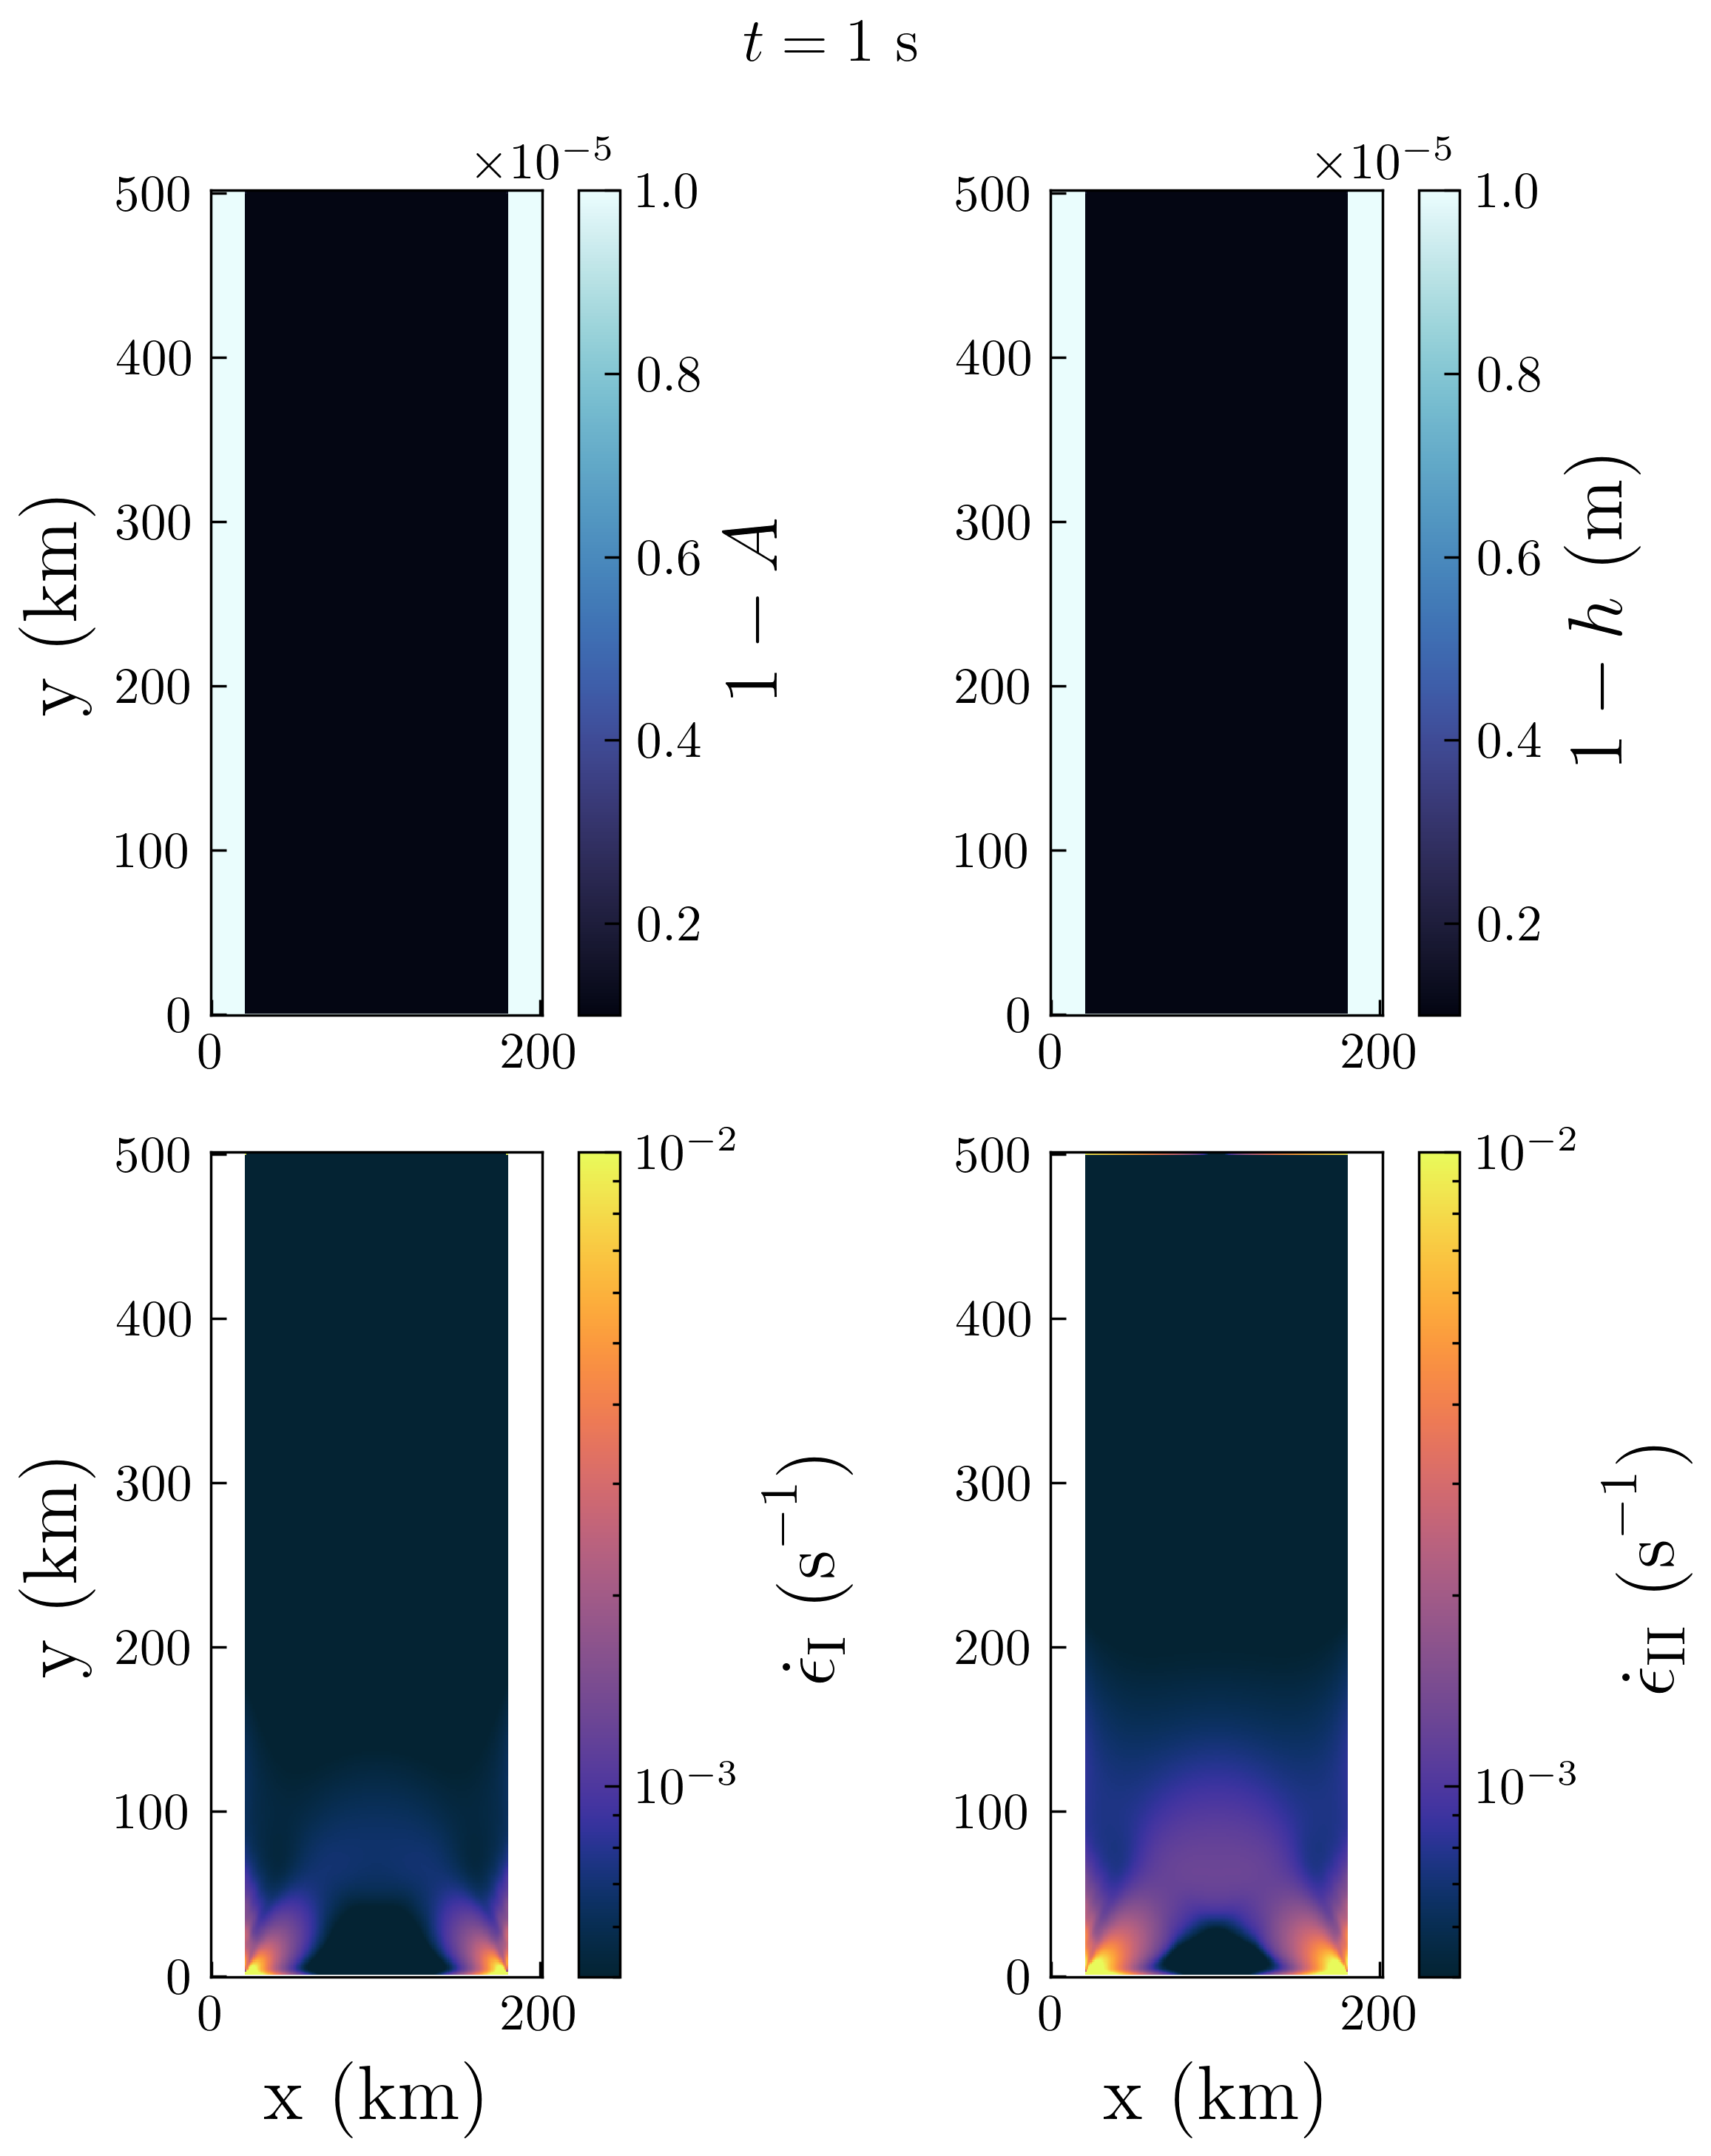 t = 1 s
×10⁻⁵ ×10⁻⁵
500 1.0 500 1.0
400 0.8 400 0.8
300 0.6 300 0.6
200 0.4 200 0.4
100 0.2 100 0.2
0 0
0 200 0 200
y (km)
1 − A
1 − h (m)
500 10⁻² 500 10⁻²
400 400
300 300
200 200
100 10⁻³ 100 10⁻³
0 0
0 200 0 200
y (km)
ϵ̇_I (s⁻¹)
ϵ̇_II (s⁻¹)
x (km) x (km)